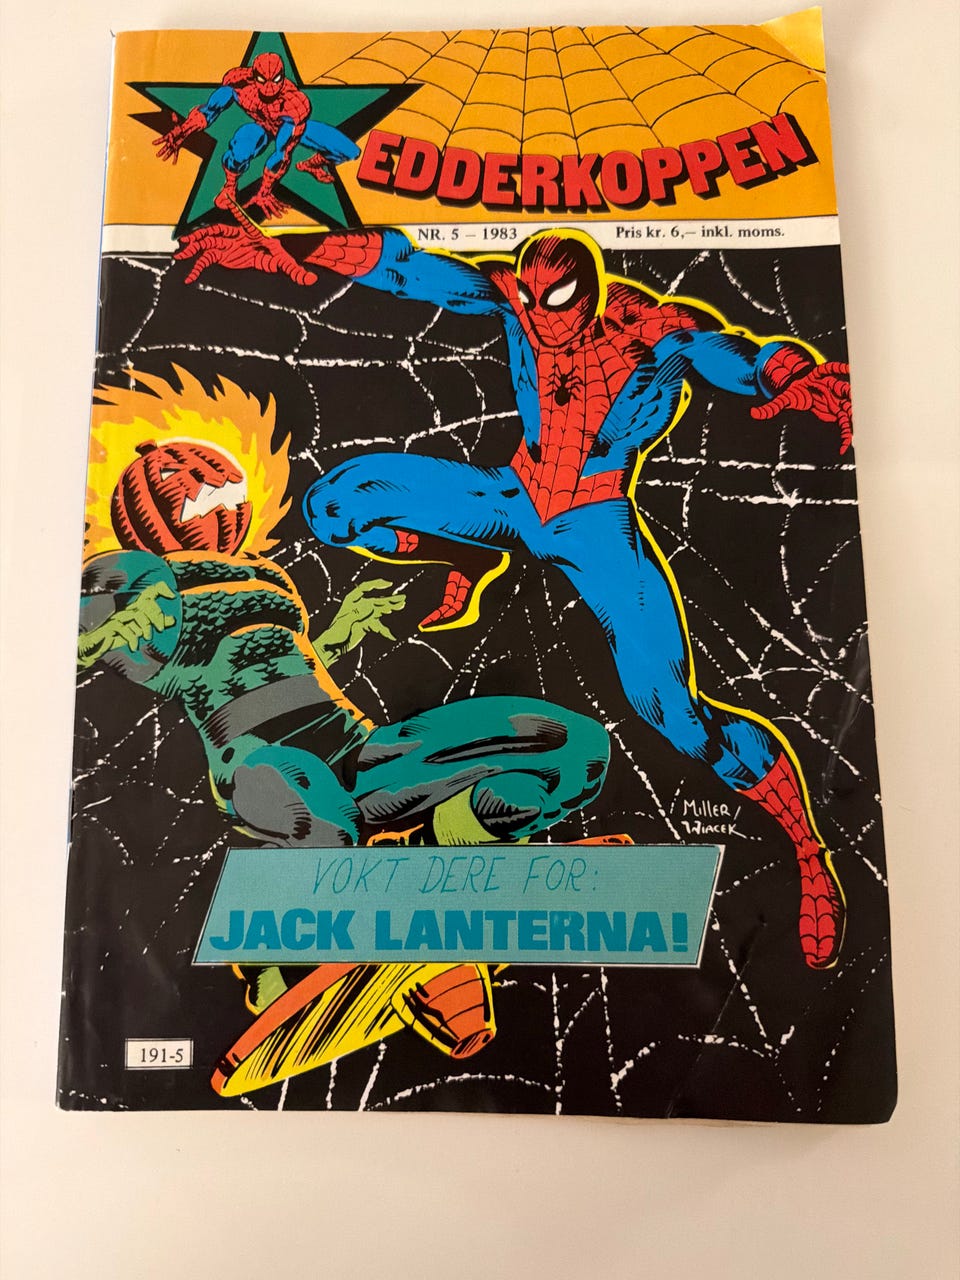 EDDERKOPPEN
NR. 5 – 1983
Pris kr. 6,– inkl. moms.
Miller/
Wiacek
VOKT DERE FOR:
JACK LANTERNA!
191-5